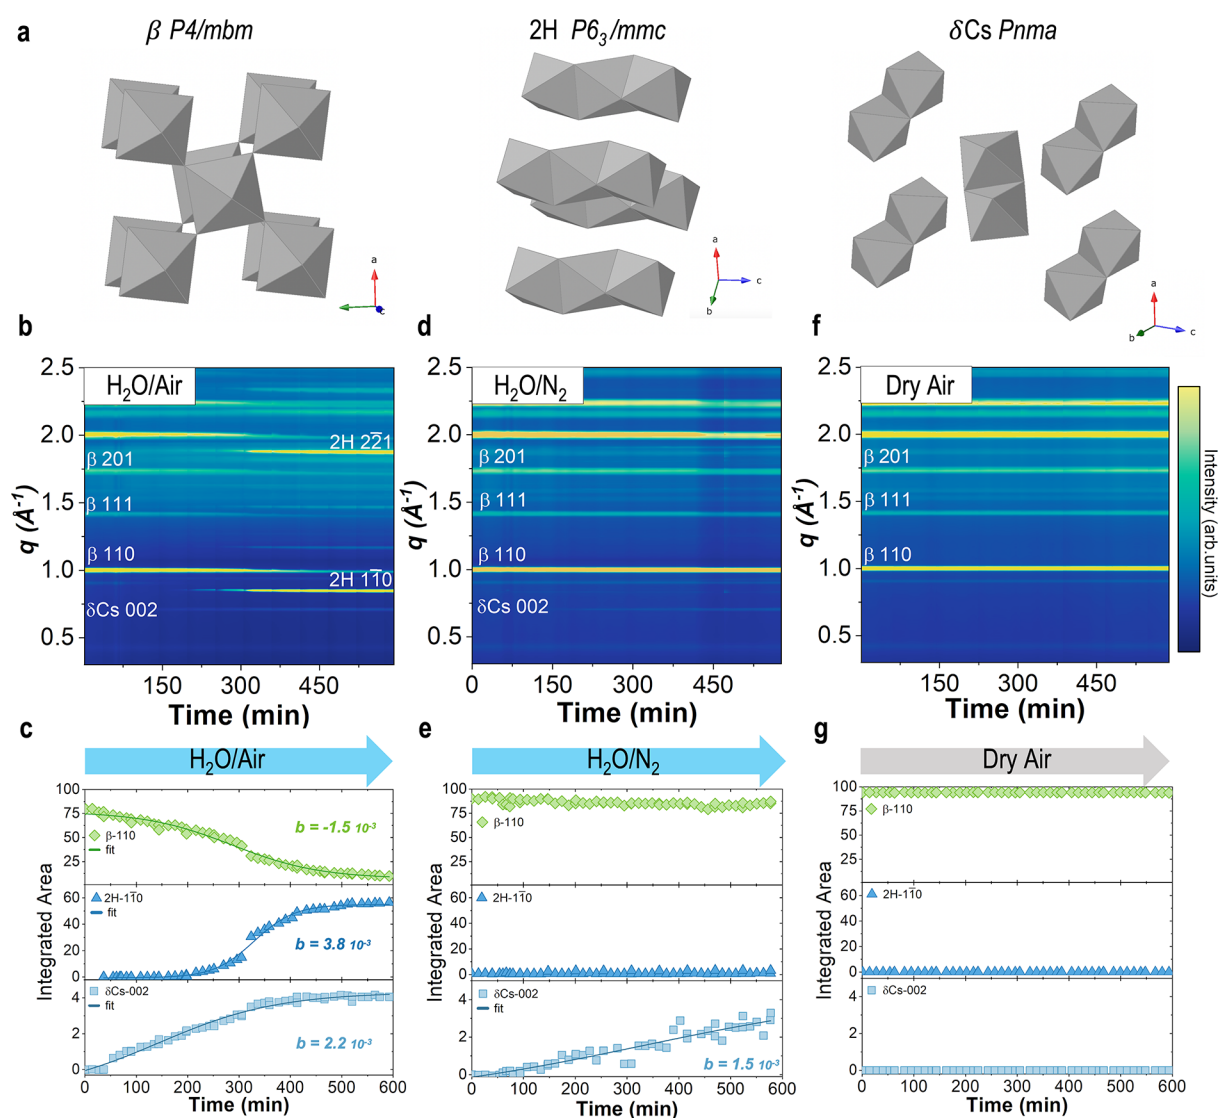 a
β P4/mbm
2H P6₃/mmc
δCs Pnma
a
c
a
b
c
a
b
c
b
d
f
H₂O/Air
H₂O/N₂
Dry Air
q (Å⁻¹)
2.5
2.0
1.5
1.0
0.5
2H 22̄1
β 201
β 111
β 110
2H 11̄0
δCs 002
150
300
450
Time (min)
q (Å⁻¹)
2.5
2.0
1.5
1.0
0.5
β 201
β 111
β 110
δCs 002
0
150
300
450
Time (min)
2.5
2.0
1.5
1.0
0.5
β 201
β 111
β 110
150
300
450
Time (min)
Intensity (arb.units)
c
e
g
H₂O/Air
H₂O/N₂
Dry Air
Integrated Area
100
75
50
25
β-110
fit
b = -1.5 10⁻³
60
40
20
0
2H-11̄0
fit
b = 3.8 10⁻³
4
2
0
δCs-002
fit
b = 2.2 10⁻³
0
100
200
300
400
500
600
Time (min)
Integrated Area
100
75
50
25
β-110
60
40
20
0
2H-11̄0
4
2
0
δCs-002
fit
b = 1.5 10⁻³
0
100
200
300
400
500
600
Time (min)
Integrated Area
100
75
50
25
β-110
60
40
20
0
2H-11̄0
4
2
0
δCs-002
0
100
200
300
400
500
600
Time (min)